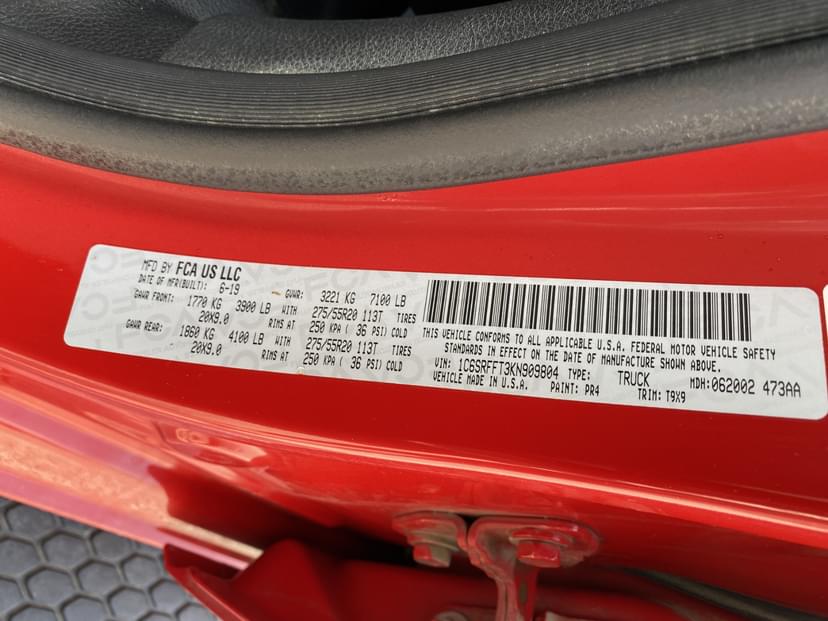 MFD BY FCA US LLC
DATE OF MFR(BUILT): 6-19 GVWR: 3221 KG 7100 LB
GAWR FRONT: 1770 KG 3900 LB WITH 275/55R20 113T TIRES
20X9.0 RIMS AT 250 KPA ( 36 PSI) COLD
GAWR REAR: 1860 KG 4100 LB WITH 275/55R20 113T TIRES
20X9.0 RIMS AT 250 KPA ( 36 PSI) COLD
THIS VEHICLE CONFORMS TO ALL APPLICABLE U.S.A. FEDERAL MOTOR VEHICLE SAFETY
STANDARDS IN EFFECT ON THE DATE OF MANUFACTURE SHOWN ABOVE.
VIN: 1C6SRFFT3KN909804 TYPE: TRUCK MDH:062002 473AA
VEHICLE MADE IN U.S.A. PAINT: PR4 TRIM: T9X9